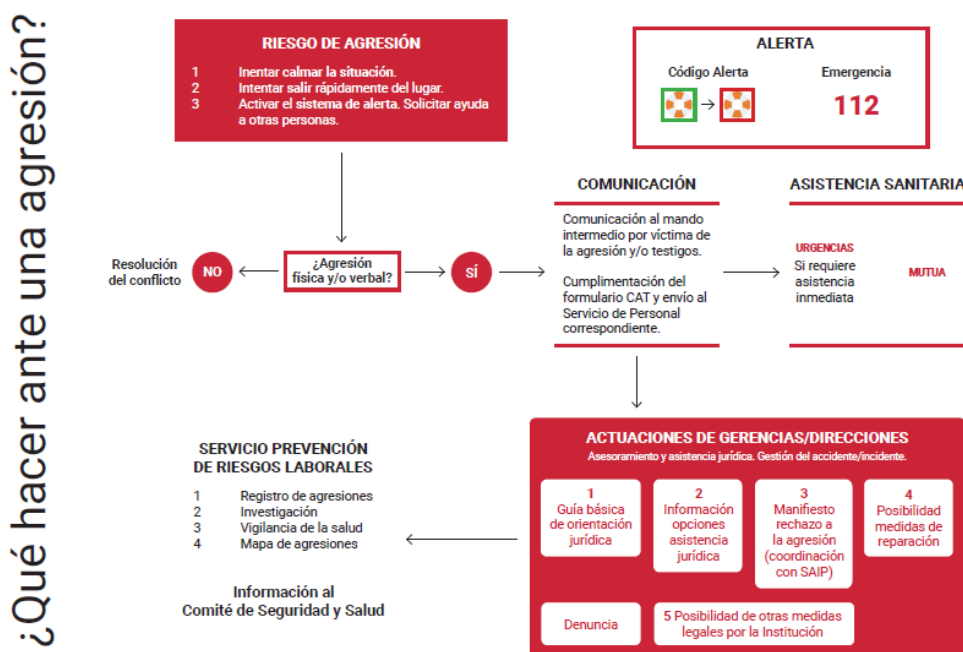 ¿Qué hacer ante una agresión?
RIESGO DE AGRESIÓN
1 Inentar calmar la situación.
2 Intentar salir rápidamente del lugar.
3 Activar el sistema de alerta. Solicitar ayuda
a otras personas.
ALERTA
Código Alerta
Emergencia
112
¿Agresión
física y/o verbal?
NO
Resolución
del conflicto
SÍ
COMUNICACIÓN
Comunicación al mando
intermedio por víctima de
la agresión y/o testigos.
Cumplimentación del
formulario CAT y envío al
Servicio de Personal
correspondiente.
ASISTENCIA SANITARIA
URGENCIAS
Si requiere
asistencia
inmediata
MUTUA
ACTUACIONES DE GERENCIAS/DIRECCIONES
Asesoramiento y asistencia jurídica. Gestión del accidente/incidente.
1
Guía básica
de orientación
jurídica
2
Información
opciones
asistencia
jurídica
3
Manifiesto
rechazo a
la agresión
(coordinación
con SAIP)
4
Posibilidad
medidas de
reparación
Denuncia
5 Posibilidad de otras medidas
legales por la Institución
SERVICIO PREVENCIÓN
DE RIESGOS LABORALES
1 Registro de agresiones
2 Investigación
3 Vigilancia de la salud
4 Mapa de agresiones
Información al
Comité de Seguridad y Salud